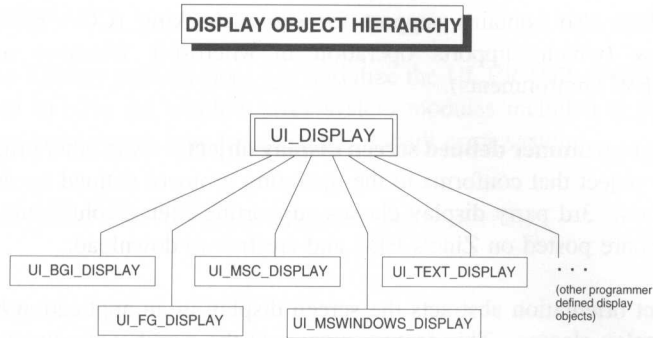 DISPLAY OBJECT HIERARCHY
UI_DISPLAY
UI_BGI_DISPLAY
UI_MSC_DISPLAY
UI_TEXT_DISPLAY
. . .
(other programmer
defined display
objects)
UI_FG_DISPLAY
UI_MSWINDOWS_DISPLAY